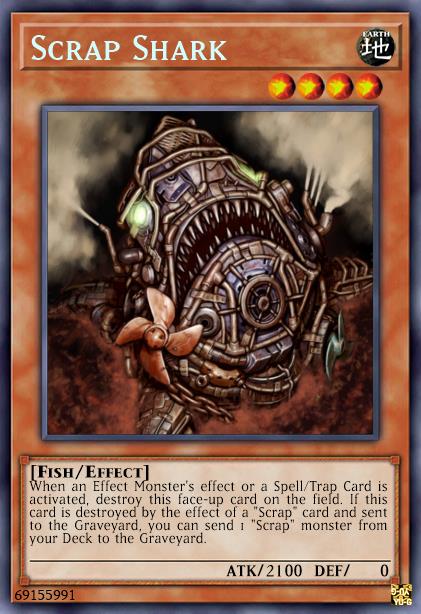 Scrap Shark
EARTH
地
[Fish/Effect]
When an Effect Monster's effect or a Spell/Trap Card is
activated, destroy this face-up card on the field. If this
card is destroyed by the effect of a "Scrap" card and sent
to the Graveyard, you can send 1 "Scrap" monster from
your Deck to the Graveyard.
ATK/2100 DEF/ 0
69155991